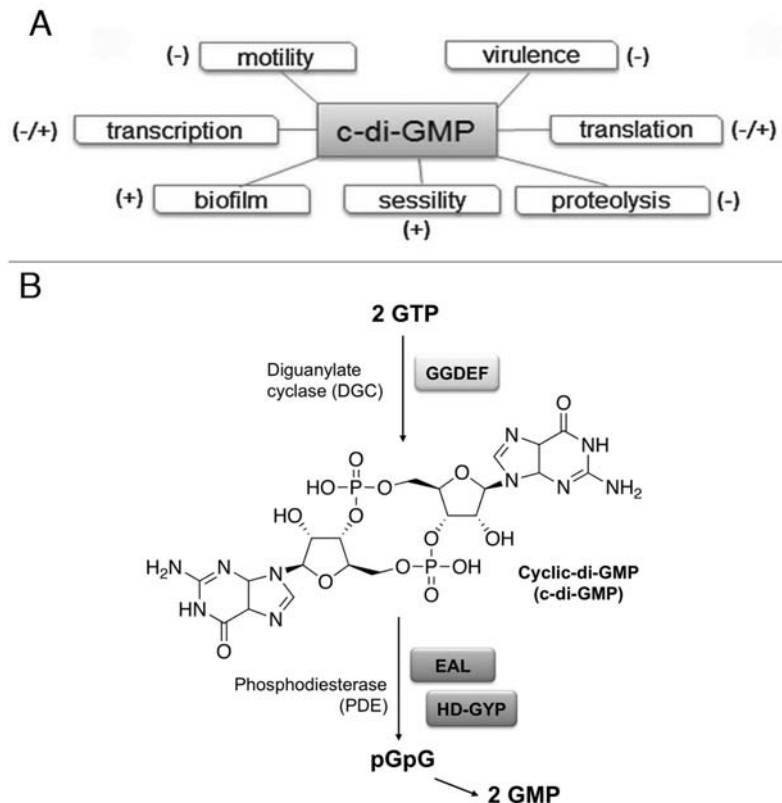 A
(-) motility
virulence (-)
(-/+) transcription
c-di-GMP
translation (-/+)
(+) biofilm
sessility
(+)
proteolysis (-)
B
2 GTP
Diguanylate
cyclase (DGC)
GGDEF
O
N
NH
N
N
NH₂
O
HO
P
O
O
O
HO
O
OH
O
P
OH
O
O
H₂N
N
N
HN
N
O
Cyclic-di-GMP
(c-di-GMP)
Phosphodiesterase
(PDE)
EAL
HD-GYP
pGpG
2 GMP